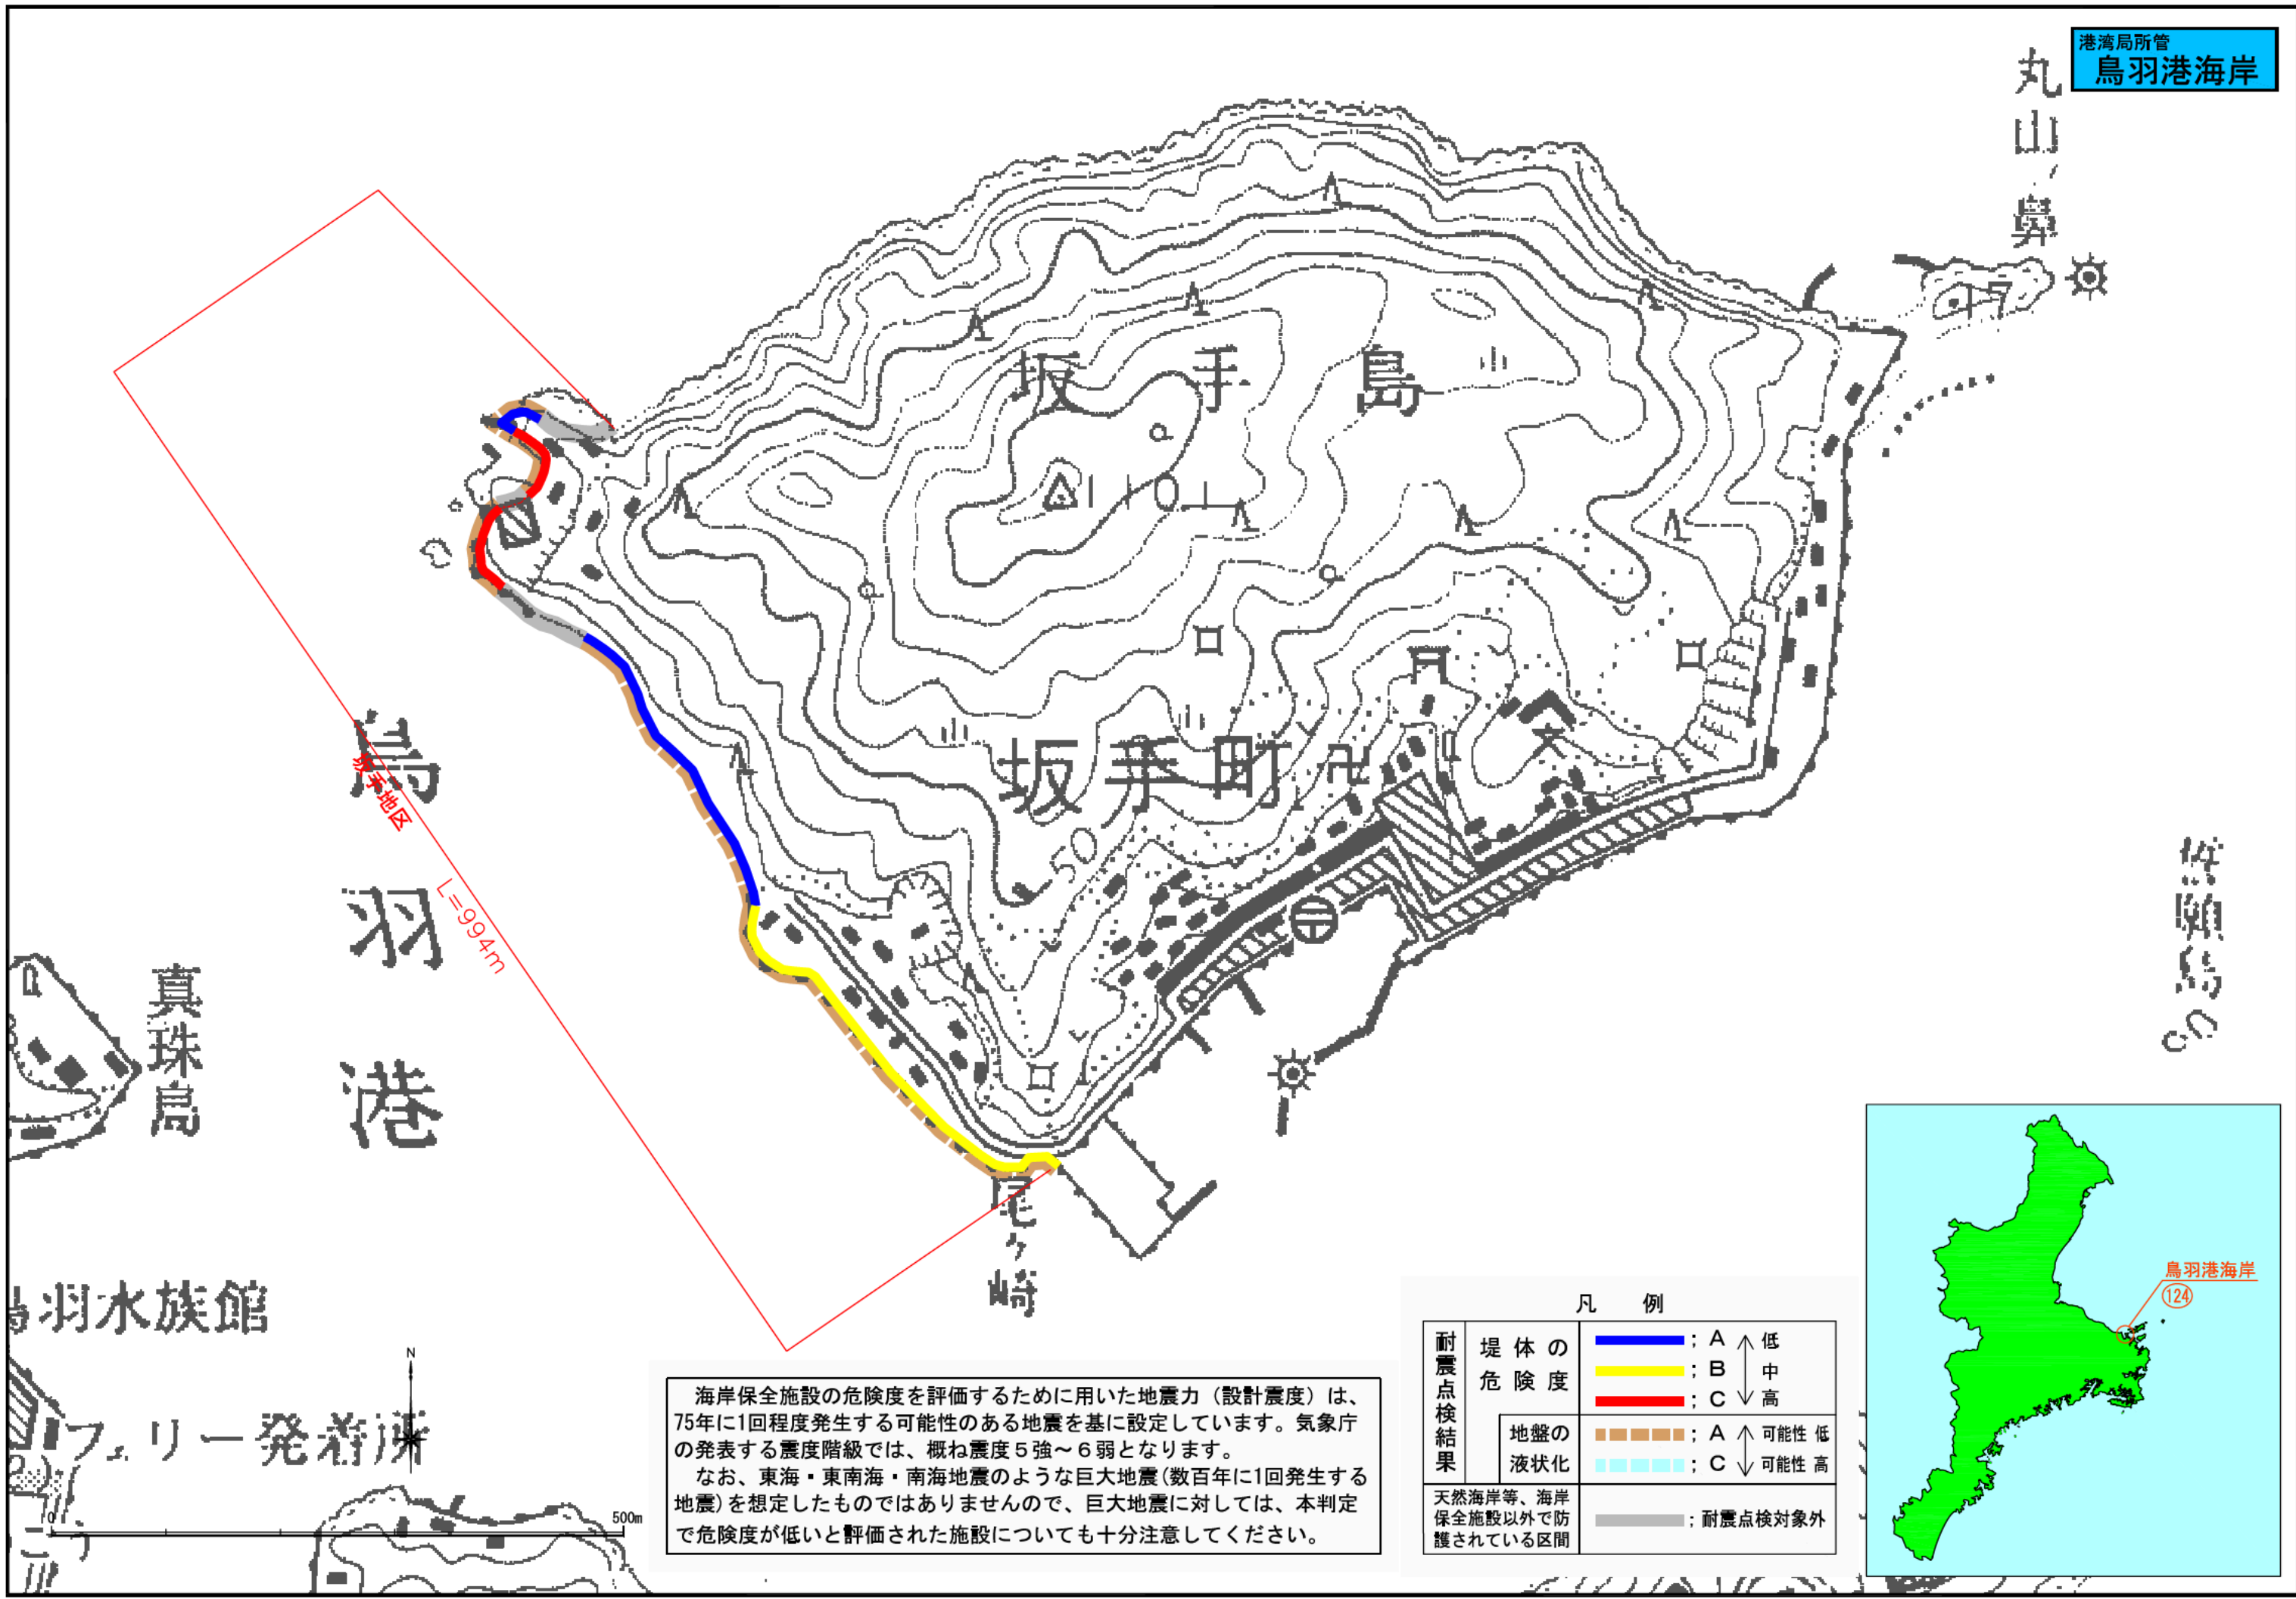 港湾局所管
鳥羽港海岸
丸山ノ鼻
17
坂手島
110.1
坂手町
50
鳥羽港
坂手地区
L=994m
真珠島
尾ヶ崎
鳥羽水族館
フェリー発着所
N
0
500m
海岸保全施設の危険度を評価するために用いた地震力（設計震度）は、
75年に1回程度発生する可能性のある地震を基に設定しています。気象庁
の発表する震度階級では、概ね震度５強～６弱となります。
なお、東海・東南海・南海地震のような巨大地震(数百年に1回発生する
地震)を想定したものではありませんので、巨大地震に対しては、本判定
で危険度が低いと評価された施設についても十分注意してください。
凡 例
耐震点検結果
堤体の
危険度
; A 低
; B 中
; C 高
地盤の
液状化
; A 可能性 低
; C 可能性 高
天然海岸等、海岸
保全施設以外で防
護されている区間
; 耐震点検対象外
鳥羽港海岸
124